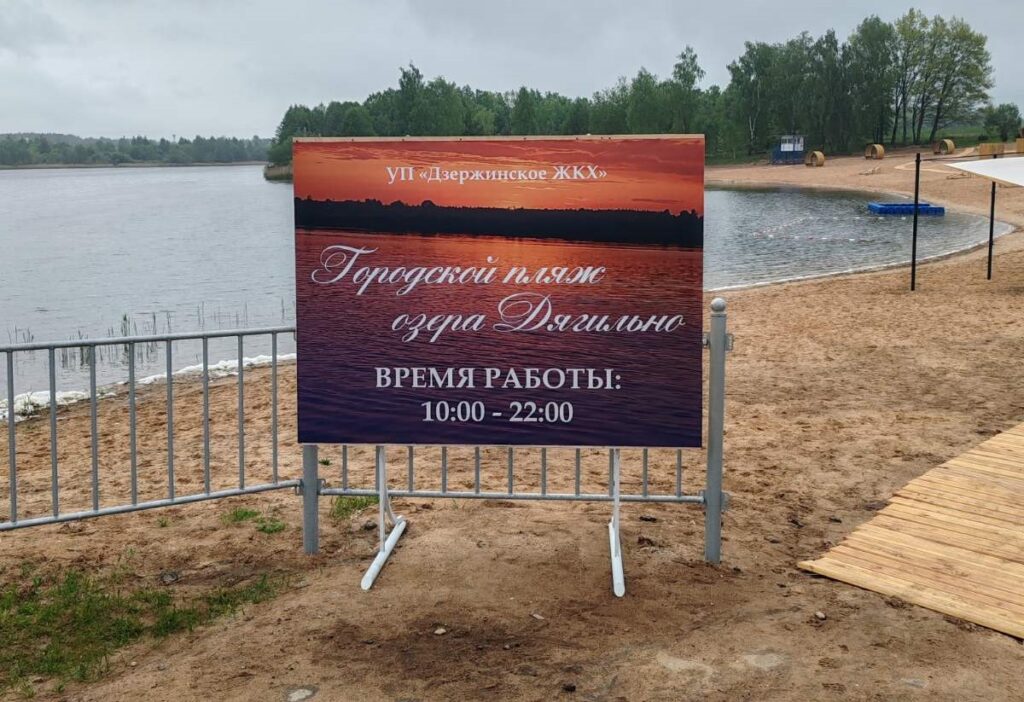 УП «Дзержинское ЖКХ»
Городской пляж
озера Дягильно
ВРЕМЯ РАБОТЫ:
10:00 - 22:00